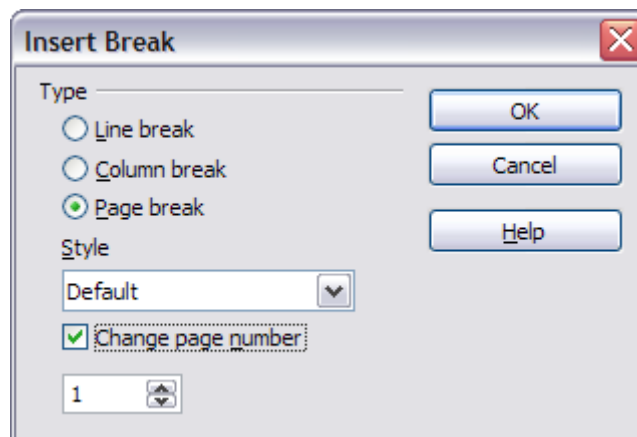 Insert Break
Type
Line break
Column break
Page break
Style
Default
Change page number
1
OK
Cancel
Help